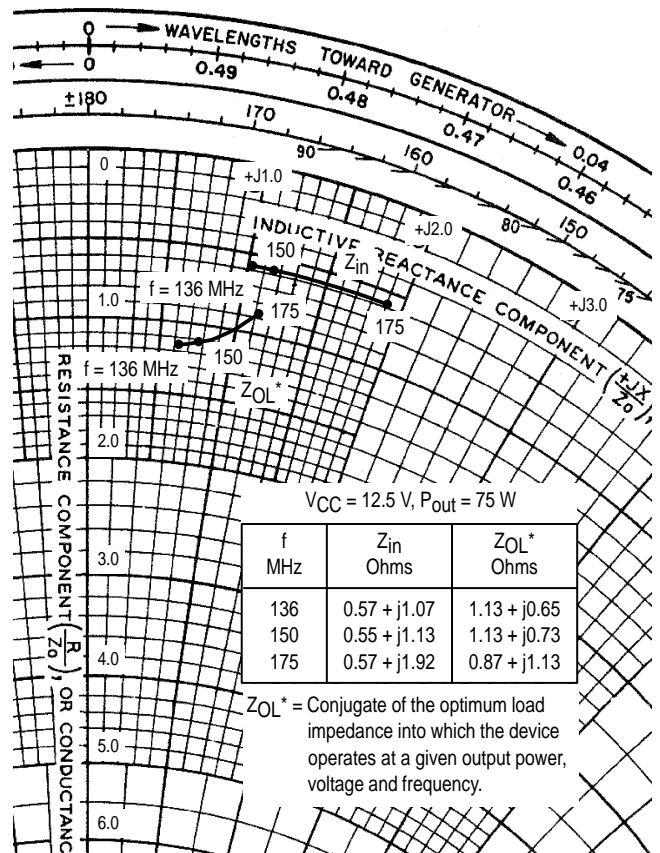 0 → WAVELENGTHS TOWARD GENERATOR →
0.04
← 0
0.49
0.48
0.47
0.46
±180
170
160
150
90
80
75
0
+J1.0
+J2.0
+J3.0
INDUCTIVE REACTANCE COMPONENT (+JX/Zo),
150
Zin
f = 136 MHz
175
175
1.0
150
f = 136 MHz
ZOL*
2.0
3.0
4.0
5.0
6.0
RESISTANCE COMPONENT (R/Zo), OR CONDUCTANC
VCC = 12.5 V, Pout = 75 W
f MHz | Zin Ohms | ZOL* Ohms
136 | 0.57 + j1.07 | 1.13 + j0.65
150 | 0.55 + j1.13 | 1.13 + j0.73
175 | 0.57 + j1.92 | 0.87 + j1.13
ZOL* = Conjugate of the optimum load
impedance into which the device
operates at a given output power,
voltage and frequency.